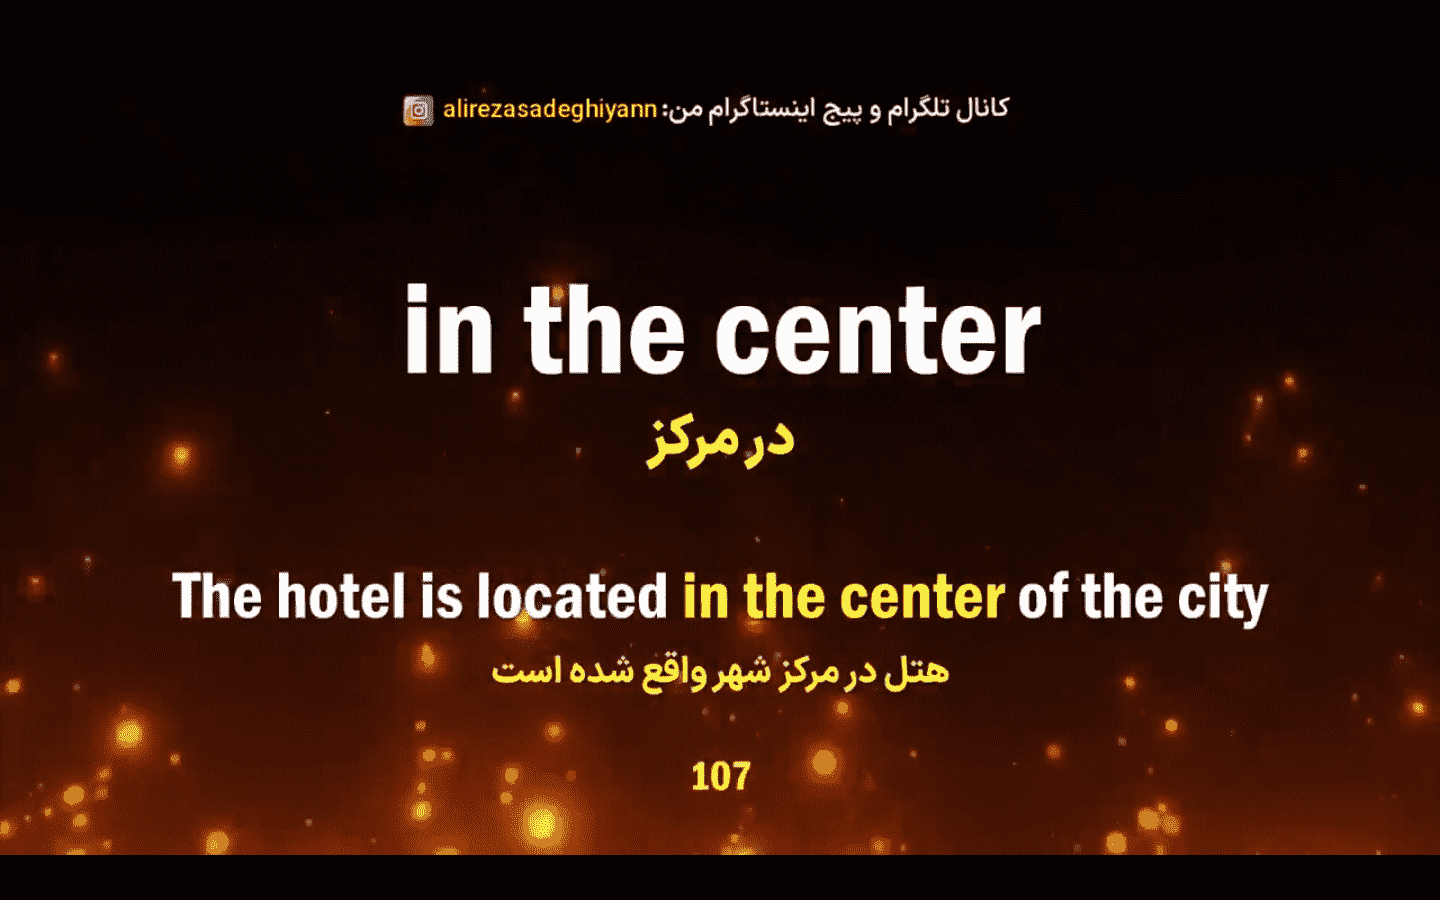 کانال تلگرام و پیج اینستاگرام من: alirezasadeghiyann
in the center
در مرکز
The hotel is located in the center of the city
هتل در مرکز شهر واقع شده است
107